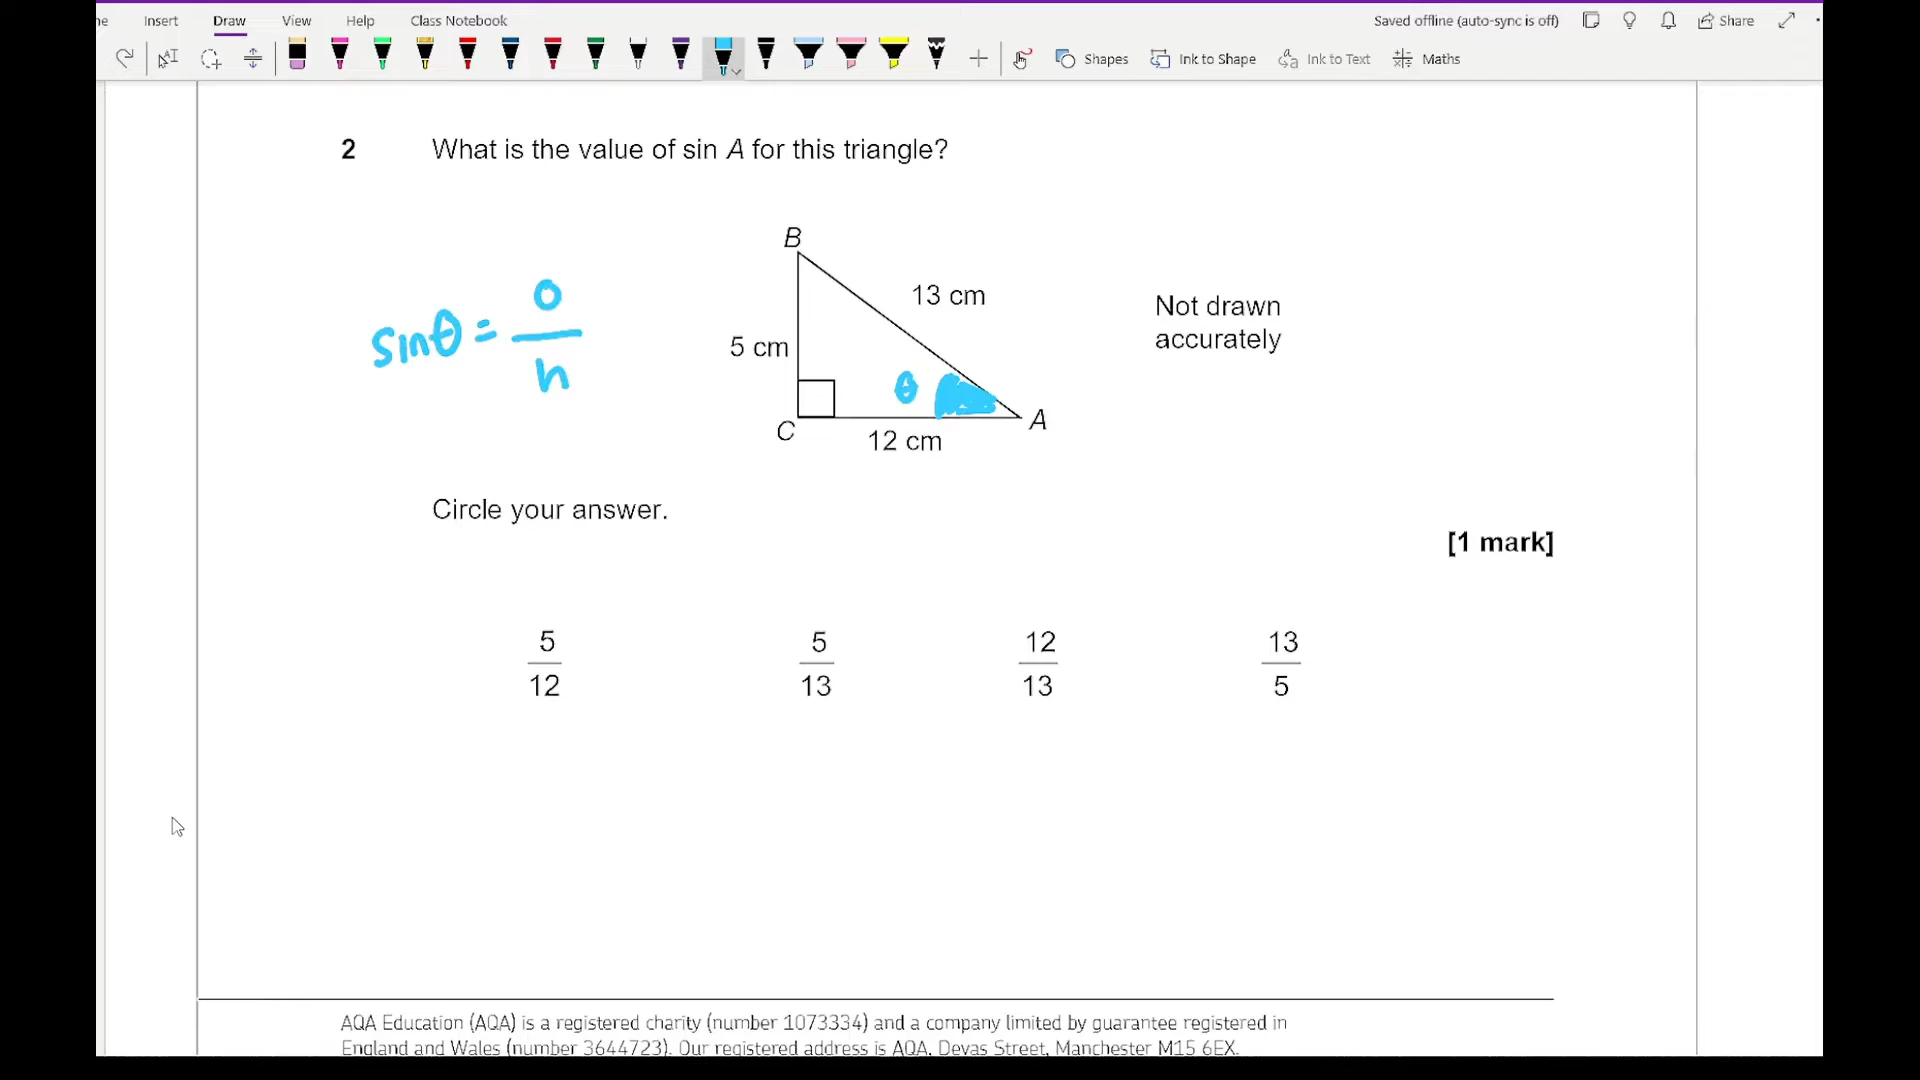 Insert Draw View Help Class Notebook Saved offline (auto-sync is off) Share
Shapes Ink to Shape Ink to Text Maths
2 What is the value of sin A for this triangle?
B
13 cm
5 cm
Not drawn
accurately
sinθ = o
h
θ
C
A
12 cm
Circle your answer.
[1 mark]
5 5 12 13
12 13 13 5
AQA Education (AQA) is a registered charity (number 1073334) and a company limited by guarantee registered in
England and Wales (number 3644723). Our registered address is AQA, Devas Street, Manchester M15 6EX.